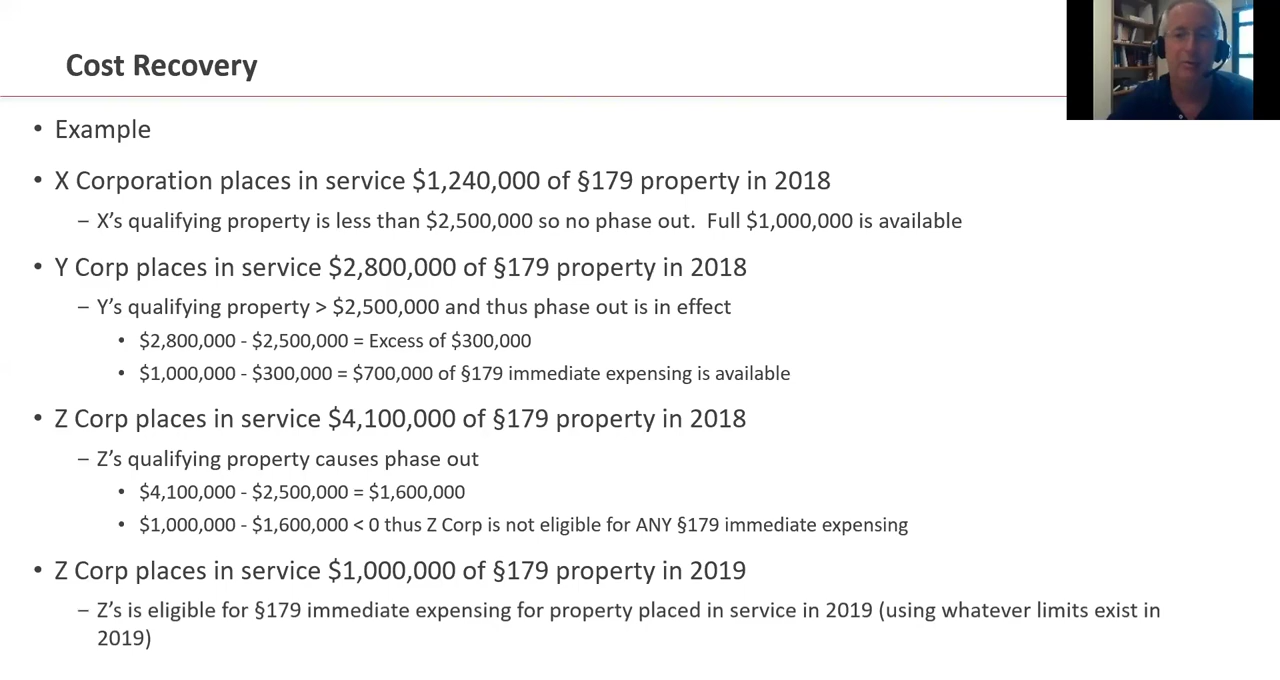 Cost Recovery
• Example
• X Corporation places in service $1,240,000 of §179 property in 2018
– X's qualifying property is less than $2,500,000 so no phase out.  Full $1,000,000 is available
• Y Corp places in service $2,800,000 of §179 property in 2018
– Y's qualifying property > $2,500,000 and thus phase out is in effect
• $2,800,000 - $2,500,000 = Excess of $300,000
• $1,000,000 - $300,000 = $700,000 of §179 immediate expensing is available
• Z Corp places in service $4,100,000 of §179 property in 2018
– Z's qualifying property causes phase out
• $4,100,000 - $2,500,000 = $1,600,000
• $1,000,000 - $1,600,000 < 0 thus Z Corp is not eligible for ANY §179 immediate expensing
• Z Corp places in service $1,000,000 of §179 property in 2019
– Z's is eligible for §179 immediate expensing for property placed in service in 2019 (using whatever limits exist in
2019)